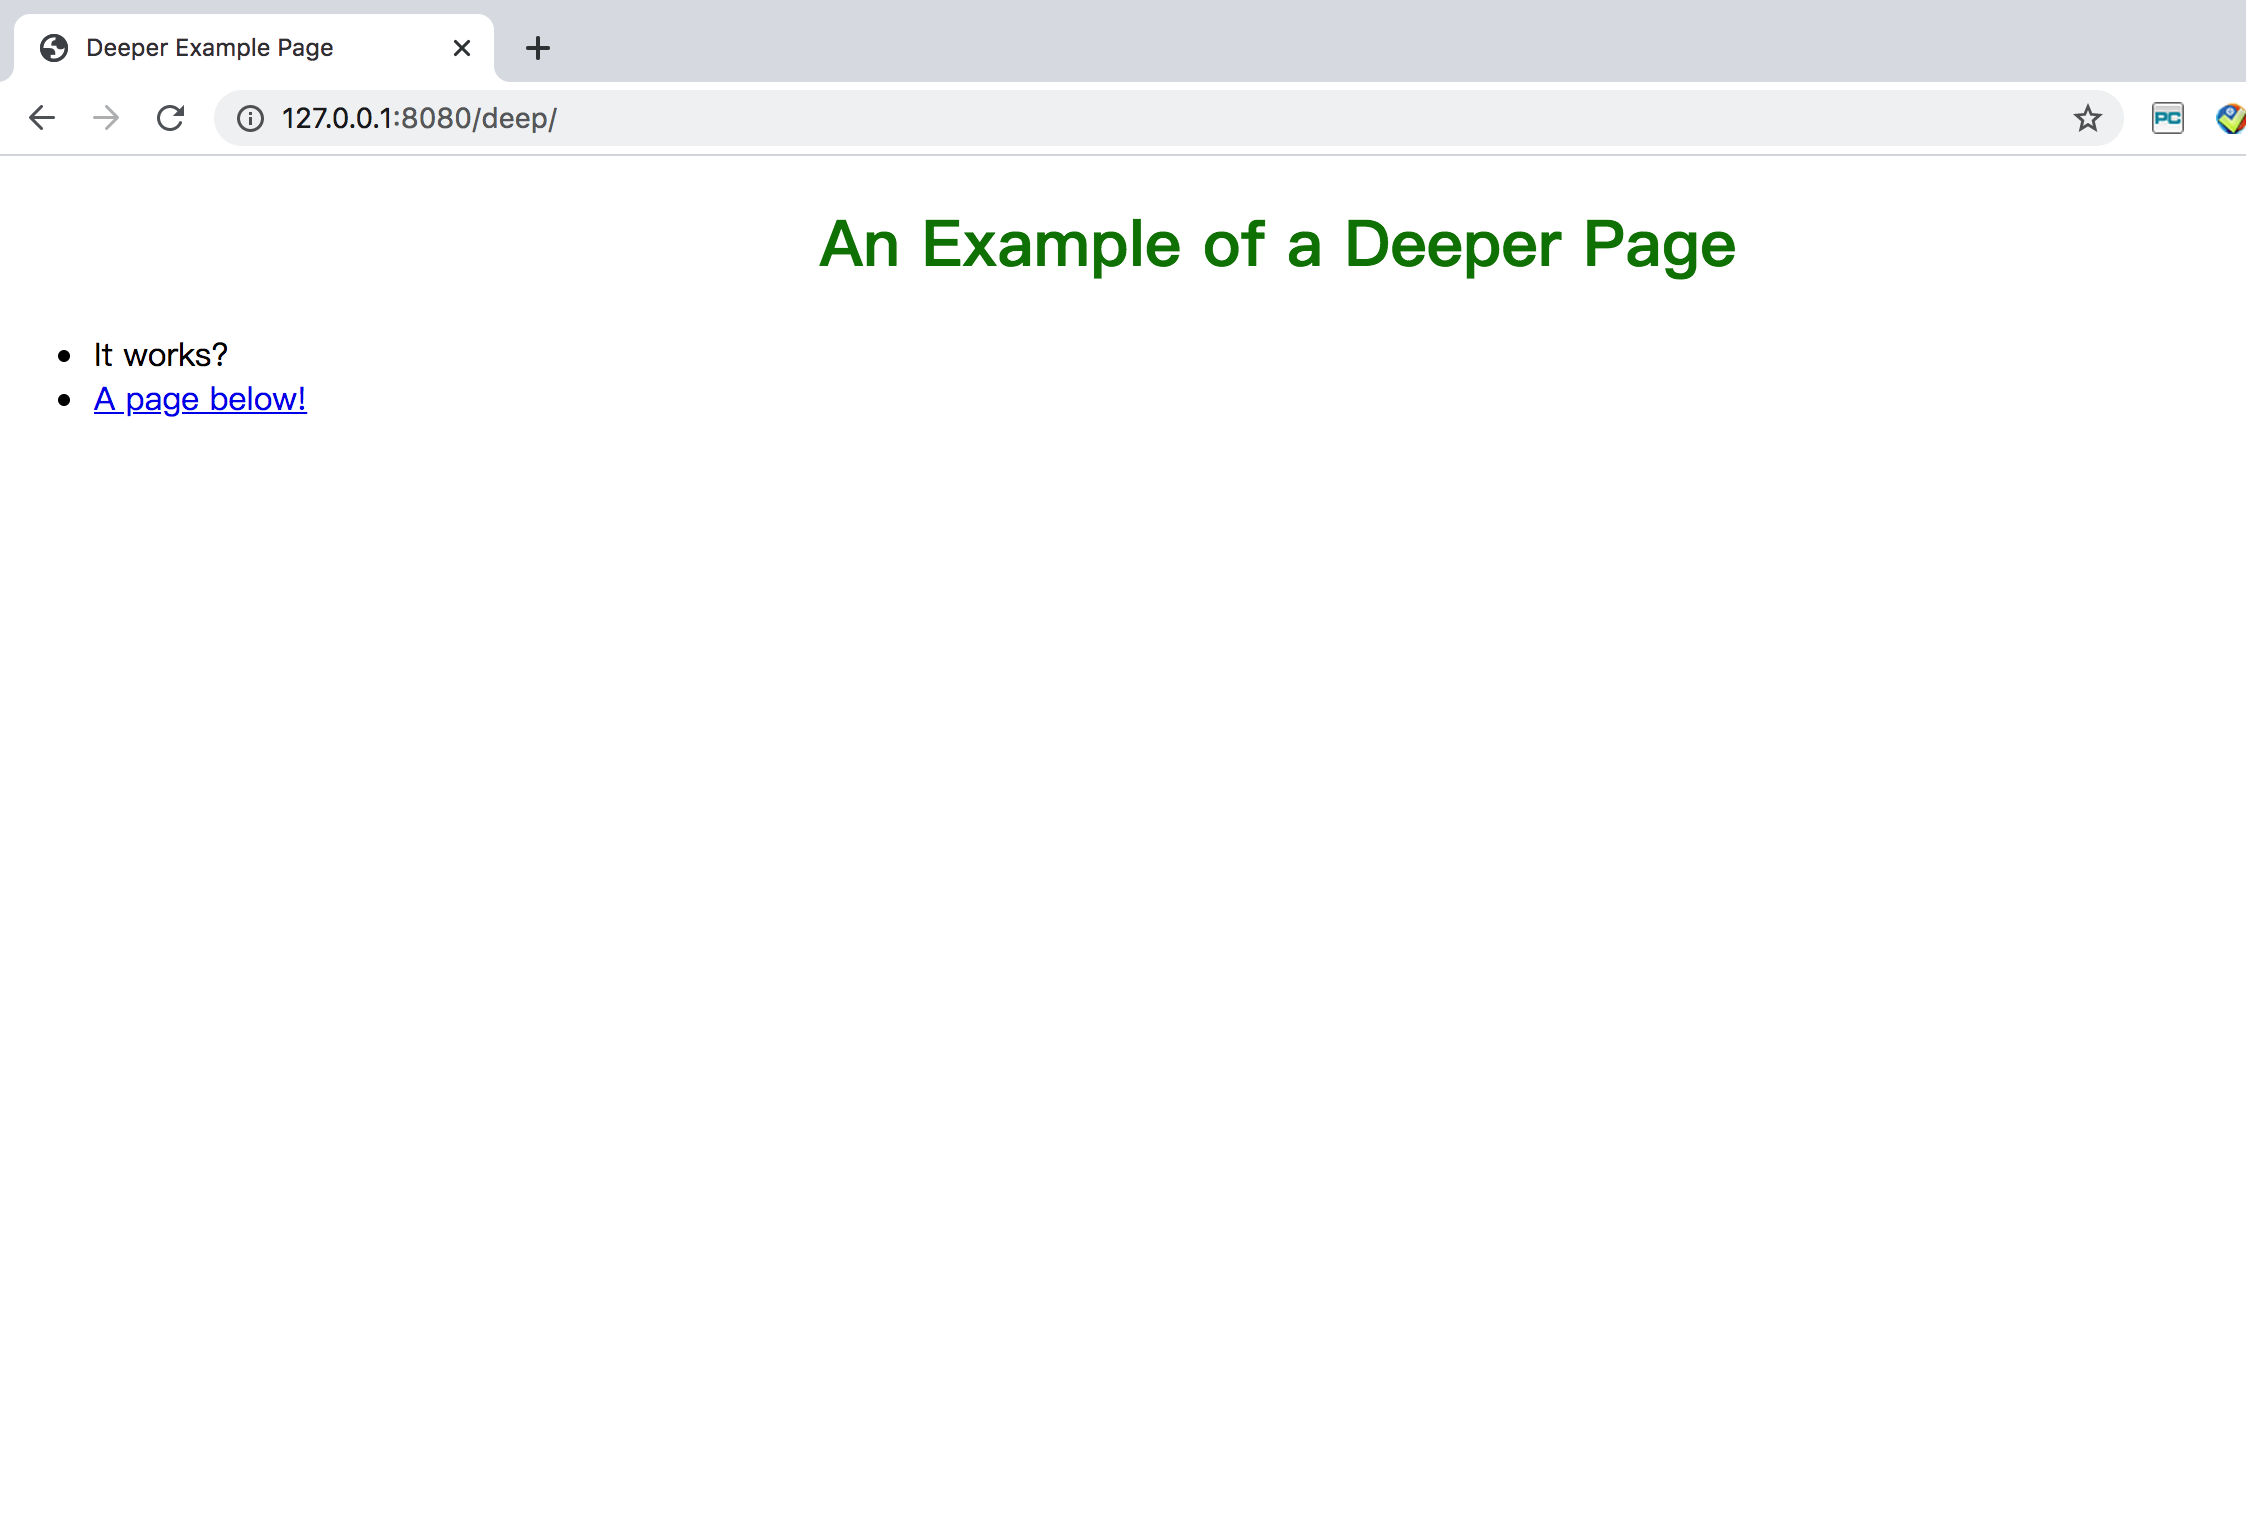 Deeper Example Page
127.0.0.1:8080/deep/
PC
An Example of a Deeper Page
It works?
A page below!